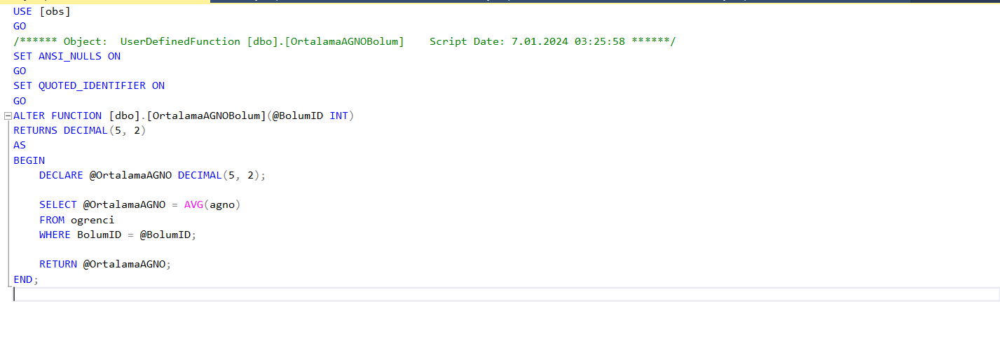 USE [obs]
GO
/****** Object:  UserDefinedFunction [dbo].[OrtalamaAGNOBolum]    Script Date: 7.01.2024 03:25:58 ******/
SET ANSI_NULLS ON
GO
SET QUOTED_IDENTIFIER ON
GO
ALTER FUNCTION [dbo].[OrtalamaAGNOBolum](@BolumID INT)
RETURNS DECIMAL(5, 2)
AS
BEGIN
    DECLARE @OrtalamaAGNO DECIMAL(5, 2);
    SELECT @OrtalamaAGNO = AVG(agno)
    FROM ogrenci
    WHERE BolumID = @BolumID;
    RETURN @OrtalamaAGNO;
END;